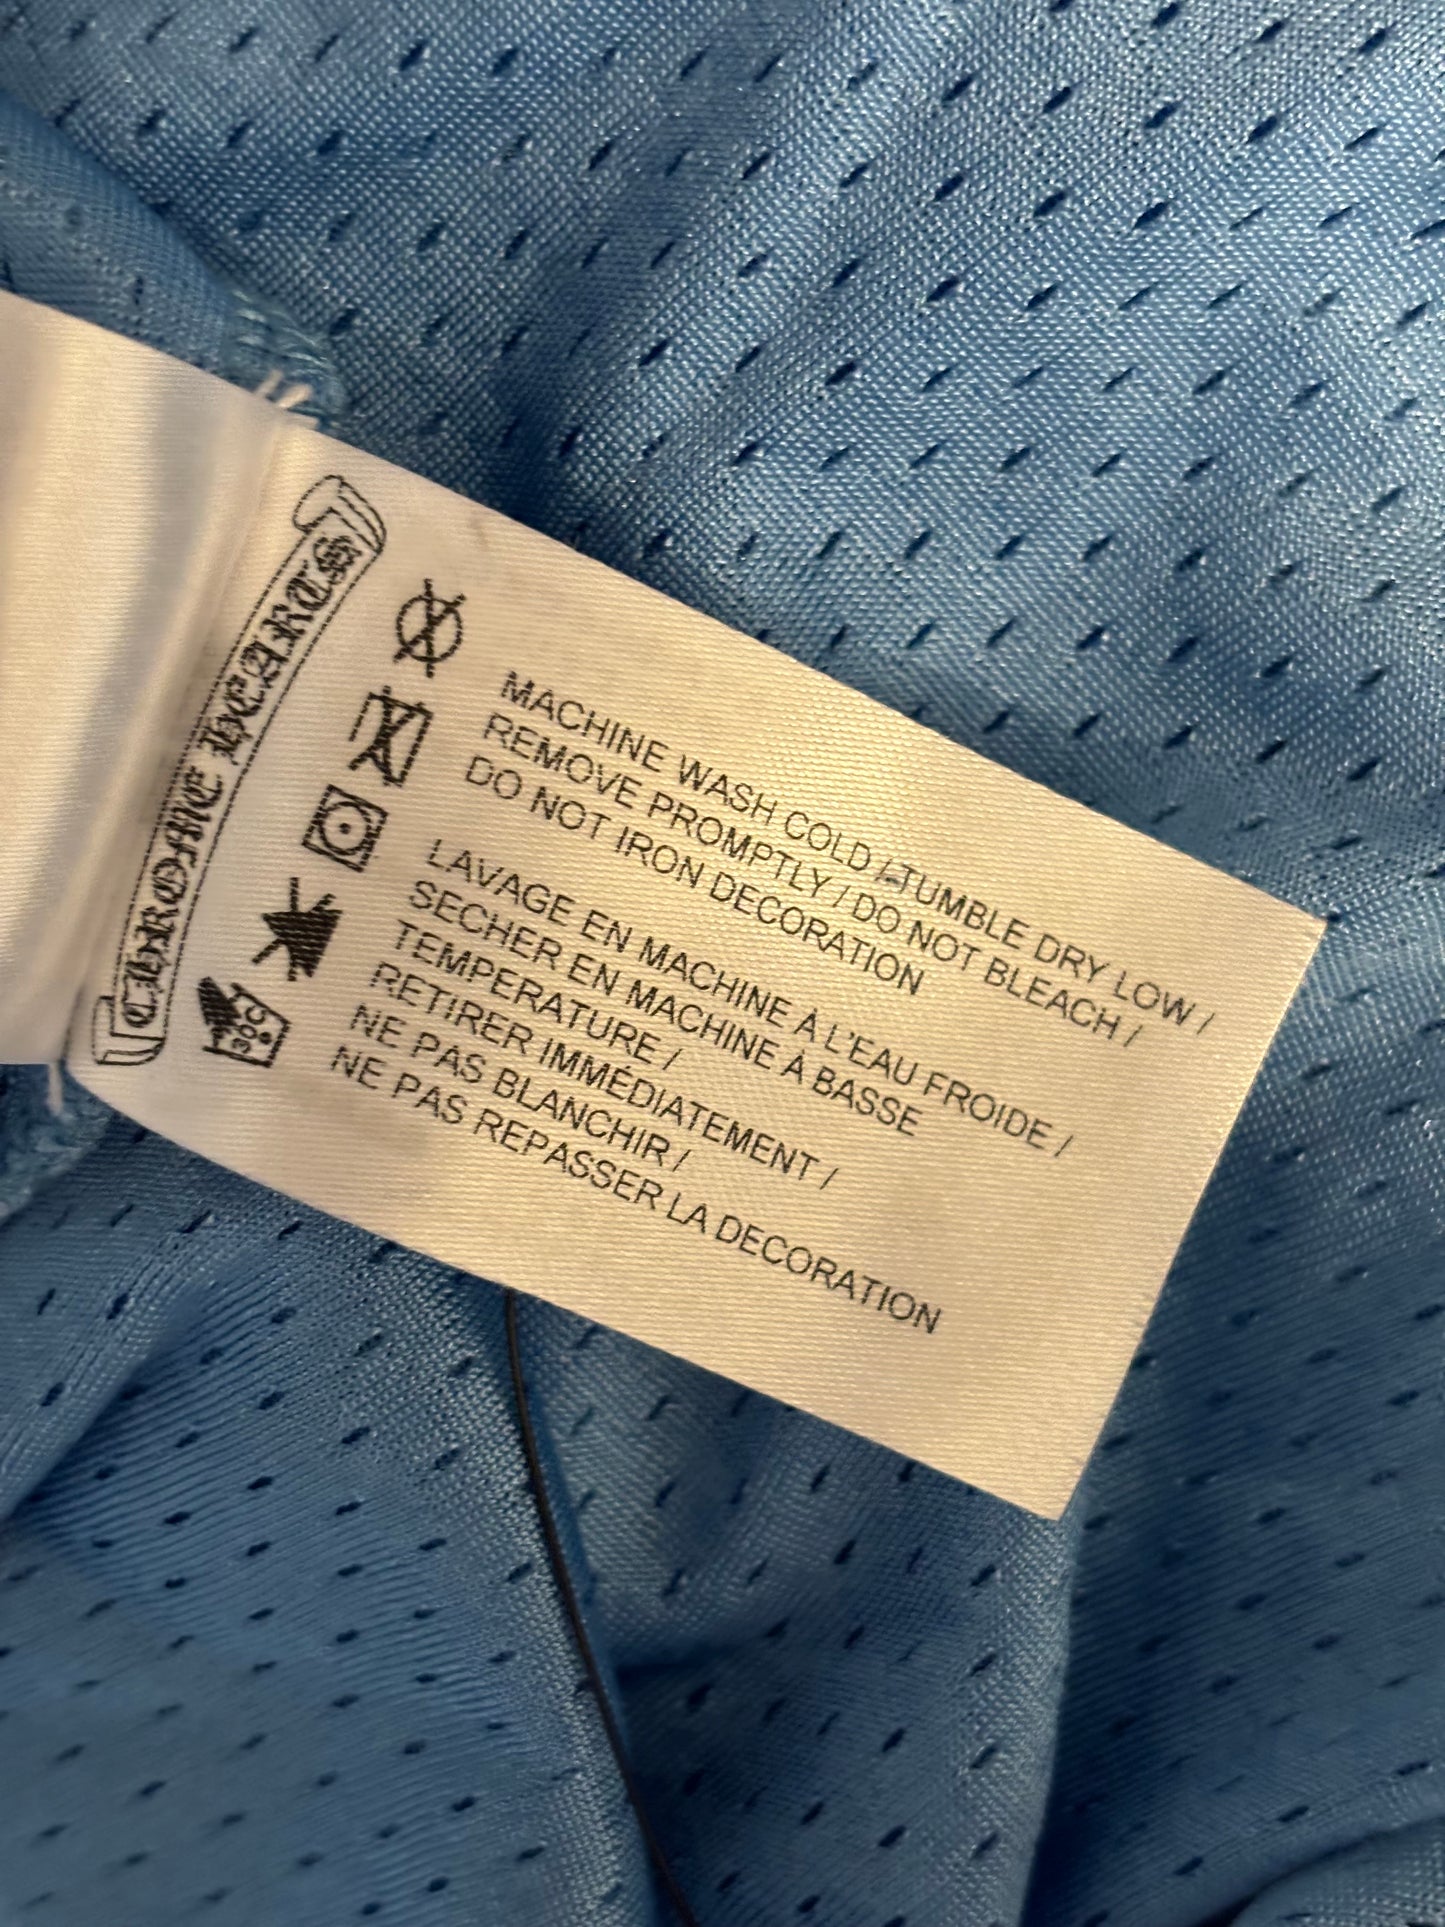 CHROME HEARTS
30C
MACHINE WASH COLD / TUMBLE DRY LOW /
REMOVE PROMPTLY / DO NOT BLEACH /
DO NOT IRON DECORATION
LAVAGE EN MACHINE À L'EAU FROIDE /
SECHER EN MACHINE À BASSE
TEMPERATURE /
RETIRER IMMÉDIATEMENT /
NE PAS BLANCHIR /
NE PAS REPASSER LA DECORATION